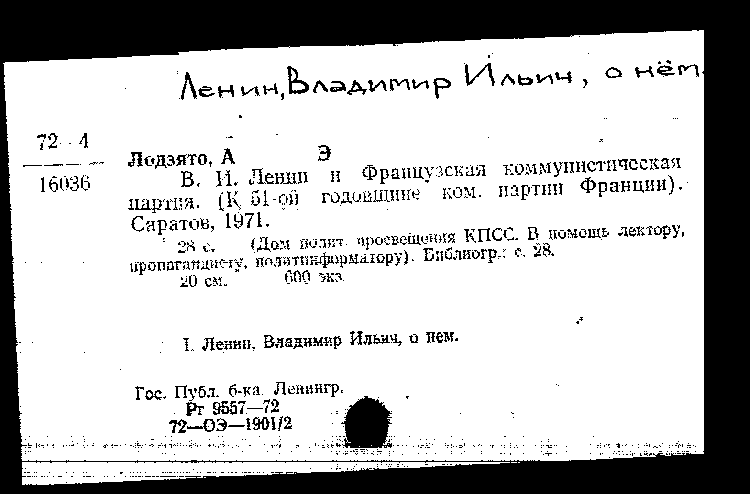 Ленин, Владимир Ильич, о нём.
72-4
16036
Лодзято, А Э
В. И. Ленин и Французская коммунистическая
партия. (К 51-ой годовщине ком. партии Франции).
Саратов, 1971.
28 с. (Дом полит. просвещения КПСС. В помощь лектору,
пропагандисту, политинформатору). Библиогр.: с. 28.
20 см. 600 экз.
1. Ленин, Владимир Ильич, о нем.
Гос. Публ. б-ка Ленингр.
Рг 9557—72
72—ОЭ—1901/2